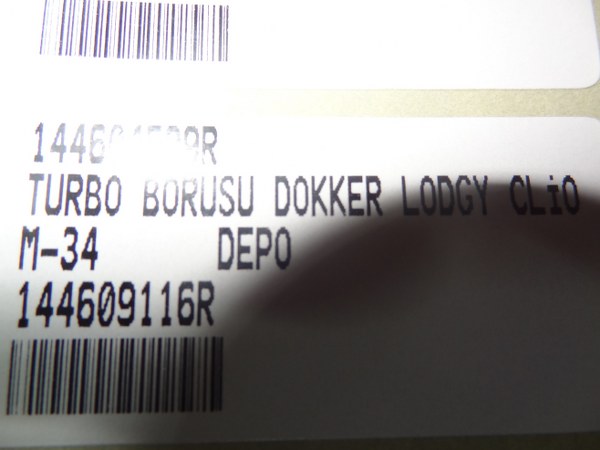 TURBO BORUSU DOKKER LODGY CLiO
M-34 DEPO
144609116R